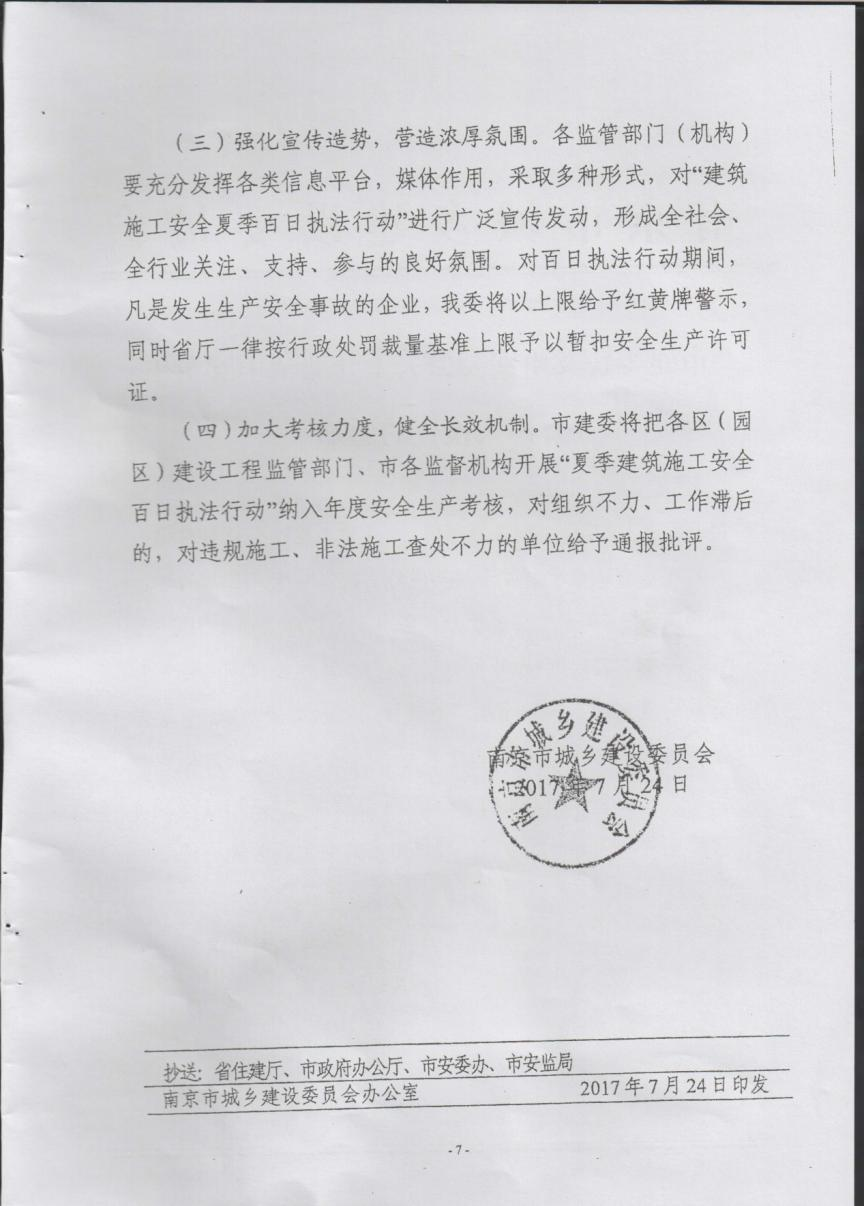 （三）强化宣传造势，营造浓厚氛围。各监管部门（机构）
要充分发挥各类信息平台，媒体作用，采取多种形式，对“建筑
施工安全夏季百日执法行动”进行广泛宣传发动，形成全社会、
全行业关注、支持、参与的良好氛围。对百日执法行动期间，
凡是发生生产安全事故的企业，我委将以上限给予红黄牌警示，
同时省厅一律按行政处罚裁量基准上限予以暂扣安全生产许可
证。
（四）加大考核力度，健全长效机制。市建委将把各区（园
区）建设工程监管部门、市各监督机构开展“夏季建筑施工安全
百日执法行动”纳入年度安全生产考核，对组织不力、工作滞后
的，对违规施工、非法施工查处不力的单位给予通报批评。
南京市城乡建设委员会
南京市城乡建设委员会
2017年7月24日
抄送：省住建厅、市政府办公厅、市安委办、市安监局
南京市城乡建设委员会办公室 2017年7月24日印发
-7-